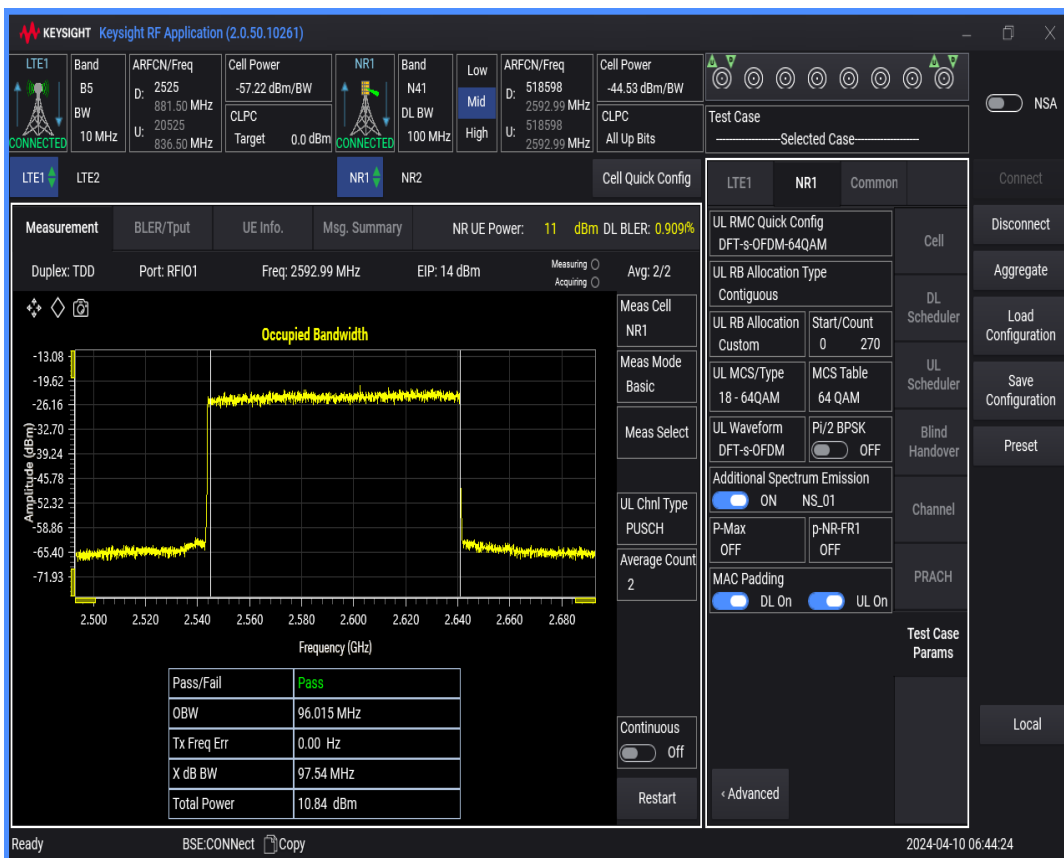 KEYSIGHT Keysight RF Application (2.0.50.10261)
LTE1
CONNECTED
Band
B5
BW
10 MHz
ARFCN/Freq
D: 2525
881.50 MHz
U: 20525
836.50 MHz
Cell Power
-57.22 dBm/BW
CLPC
Target 0.0 dBm
NR1
CONNECTED
Band
N41
DL BW
100 MHz
Low
Mid
High
ARFCN/Freq
D: 518598
2592.99 MHz
U: 518598
2592.99 MHz
Cell Power
-44.53 dBm/BW
CLPC
All Up Bits
Test Case
----------------Selected Case----------------
NSA
LTE1 LTE2 NR1 NR2 Cell Quick Config
Measurement BLER/Tput UE Info. Msg. Summary NR UE Power: 11 dBm DL BLER: 0.909%
Duplex: TDD Port: RFIO1 Freq: 2592.99 MHz EIP: 14 dBm Measuring Avg: 2/2
Acquiring
Occupied Bandwidth
Amplitude (dBm)
-13.08
-19.62
-26.16
-32.70
-39.24
-45.78
-52.32
-58.86
-65.40
-71.93
2.500 2.520 2.540 2.560 2.580 2.600 2.620 2.640 2.660 2.680
Frequency (GHz)
Pass/Fail Pass
OBW 96.015 MHz
Tx Freq Err 0.00 Hz
X dB BW 97.54 MHz
Total Power 10.84 dBm
Meas Cell
NR1
Meas Mode
Basic
Meas Select
UL Chnl Type
PUSCH
Average Count
2
Continuous
Off
Restart
LTE1 NR1 Common
UL RMC Quick Config
DFT-s-OFDM-64QAM
UL RB Allocation Type
Contiguous
UL RB Allocation
Custom
Start/Count
0 270
UL MCS/Type
18 - 64QAM
MCS Table
64 QAM
UL Waveform
DFT-s-OFDM
Pi/2 BPSK
OFF
Additional Spectrum Emission
ON NS_01
P-Max
OFF
p-NR-FR1
OFF
MAC Padding
DL On UL On
‹ Advanced
Cell
DL
Scheduler
UL
Scheduler
Blind
Handover
Channel
PRACH
Test Case
Params
Connect
Disconnect
Aggregate
Load
Configuration
Save
Configuration
Preset
Local
Ready BSE:CONNect Copy 2024-04-10 06:44:24